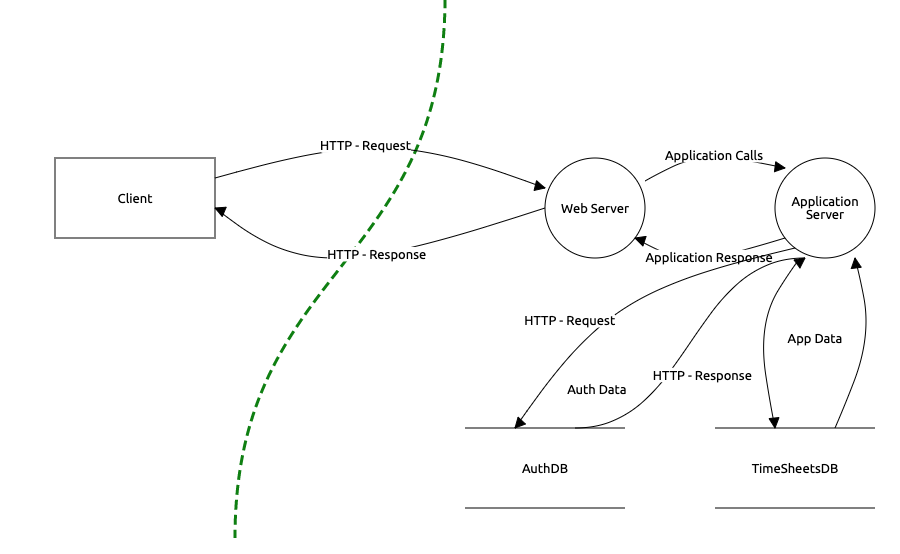 HTTP - Request
Application Calls
Client
Web Server
Application
Server
HTTP - Response
Application Response
HTTP - Request
App Data
HTTP - Response
Auth Data
AuthDB
TimeSheetsDB